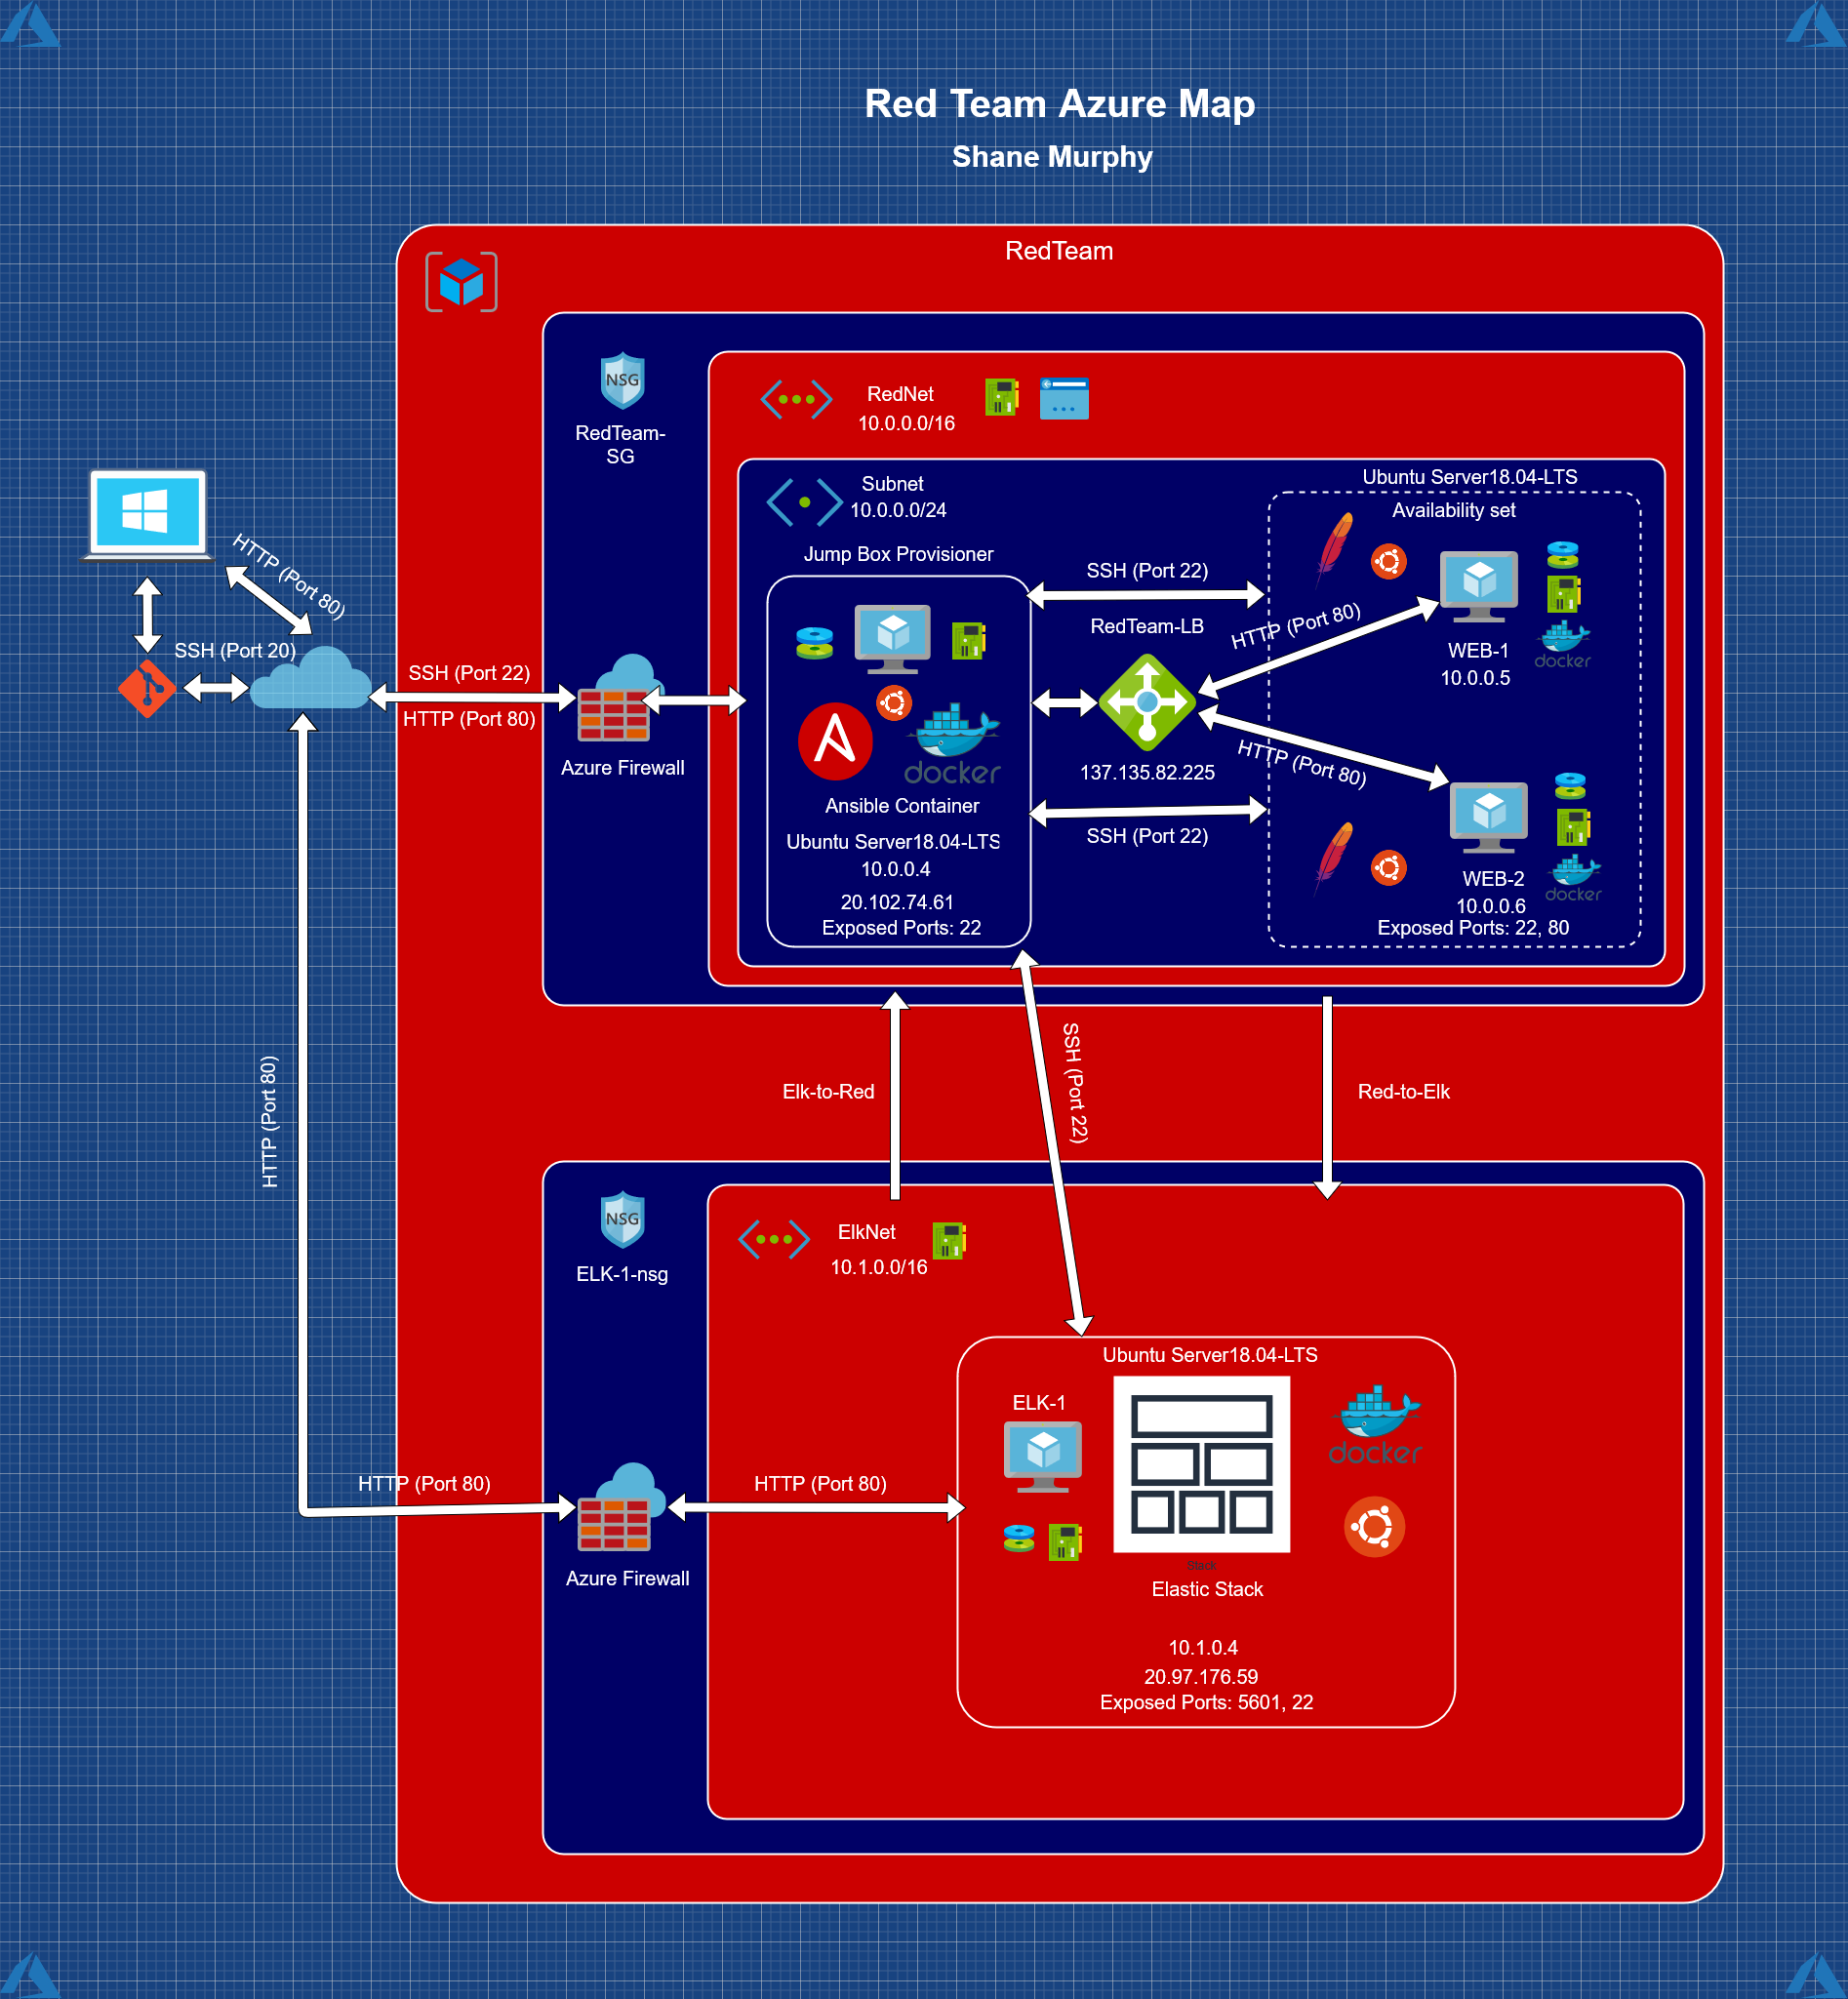 Red Team Azure Map
Shane Murphy
RedTeam
NSG
RedTeam-
SG
RedNet
10.0.0.0/16
Subnet
10.0.0.0/24
Jump Box Provisioner
Ubuntu Server18.04-LTS
Availability set
HTTP (Port 80)
SSH (Port 20)
SSH (Port 22)
HTTP (Port 80)
Azure Firewall
docker
Ansible Container
Ubuntu Server18.04-LTS
10.0.0.4
20.102.74.61
Exposed Ports: 22
SSH (Port 22)
RedTeam-LB
137.135.82.225
SSH (Port 22)
HTTP (Port 80)
HTTP (Port 80)
WEB-1
10.0.0.5
docker
WEB-2
10.0.0.6
docker
Exposed Ports: 22, 80
HTTP (Port 80)
Elk-to-Red
SSH (Port 22)
Red-to-Elk
NSG
ELK-1-nsg
ElkNet
10.1.0.0/16
HTTP (Port 80)
Azure Firewall
HTTP (Port 80)
Ubuntu Server18.04-LTS
ELK-1
docker
Stack
Elastic Stack
10.1.0.4
20.97.176.59
Exposed Ports: 5601, 22